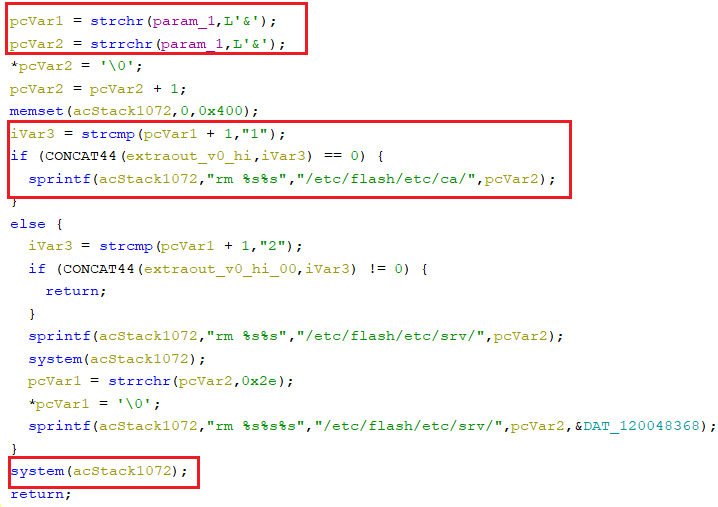 pcVar1 = strchr(param_1,L'&');
pcVar2 = strrchr(param_1,L'&');
*pcVar2 = '\0';
pcVar2 = pcVar2 + 1;
memset(acStack1072,0,0x400);
iVar3 = strcmp(pcVar1 + 1,"1");
if (CONCAT44(extraout_v0_hi,iVar3) == 0) {
sprintf(acStack1072,"rm %s%s","/etc/flash/etc/ca/",pcVar2);
}
else {
iVar3 = strcmp(pcVar1 + 1,"2");
if (CONCAT44(extraout_v0_hi_00,iVar3) != 0) {
return;
}
sprintf(acStack1072,"rm %s%s","/etc/flash/etc/srv/",pcVar2);
system(acStack1072);
pcVar1 = strrchr(pcVar2,0x2e);
*pcVar1 = '\0';
sprintf(acStack1072,"rm %s%s%s","/etc/flash/etc/srv/",pcVar2,&DAT_120048368);
}
system(acStack1072);
return;